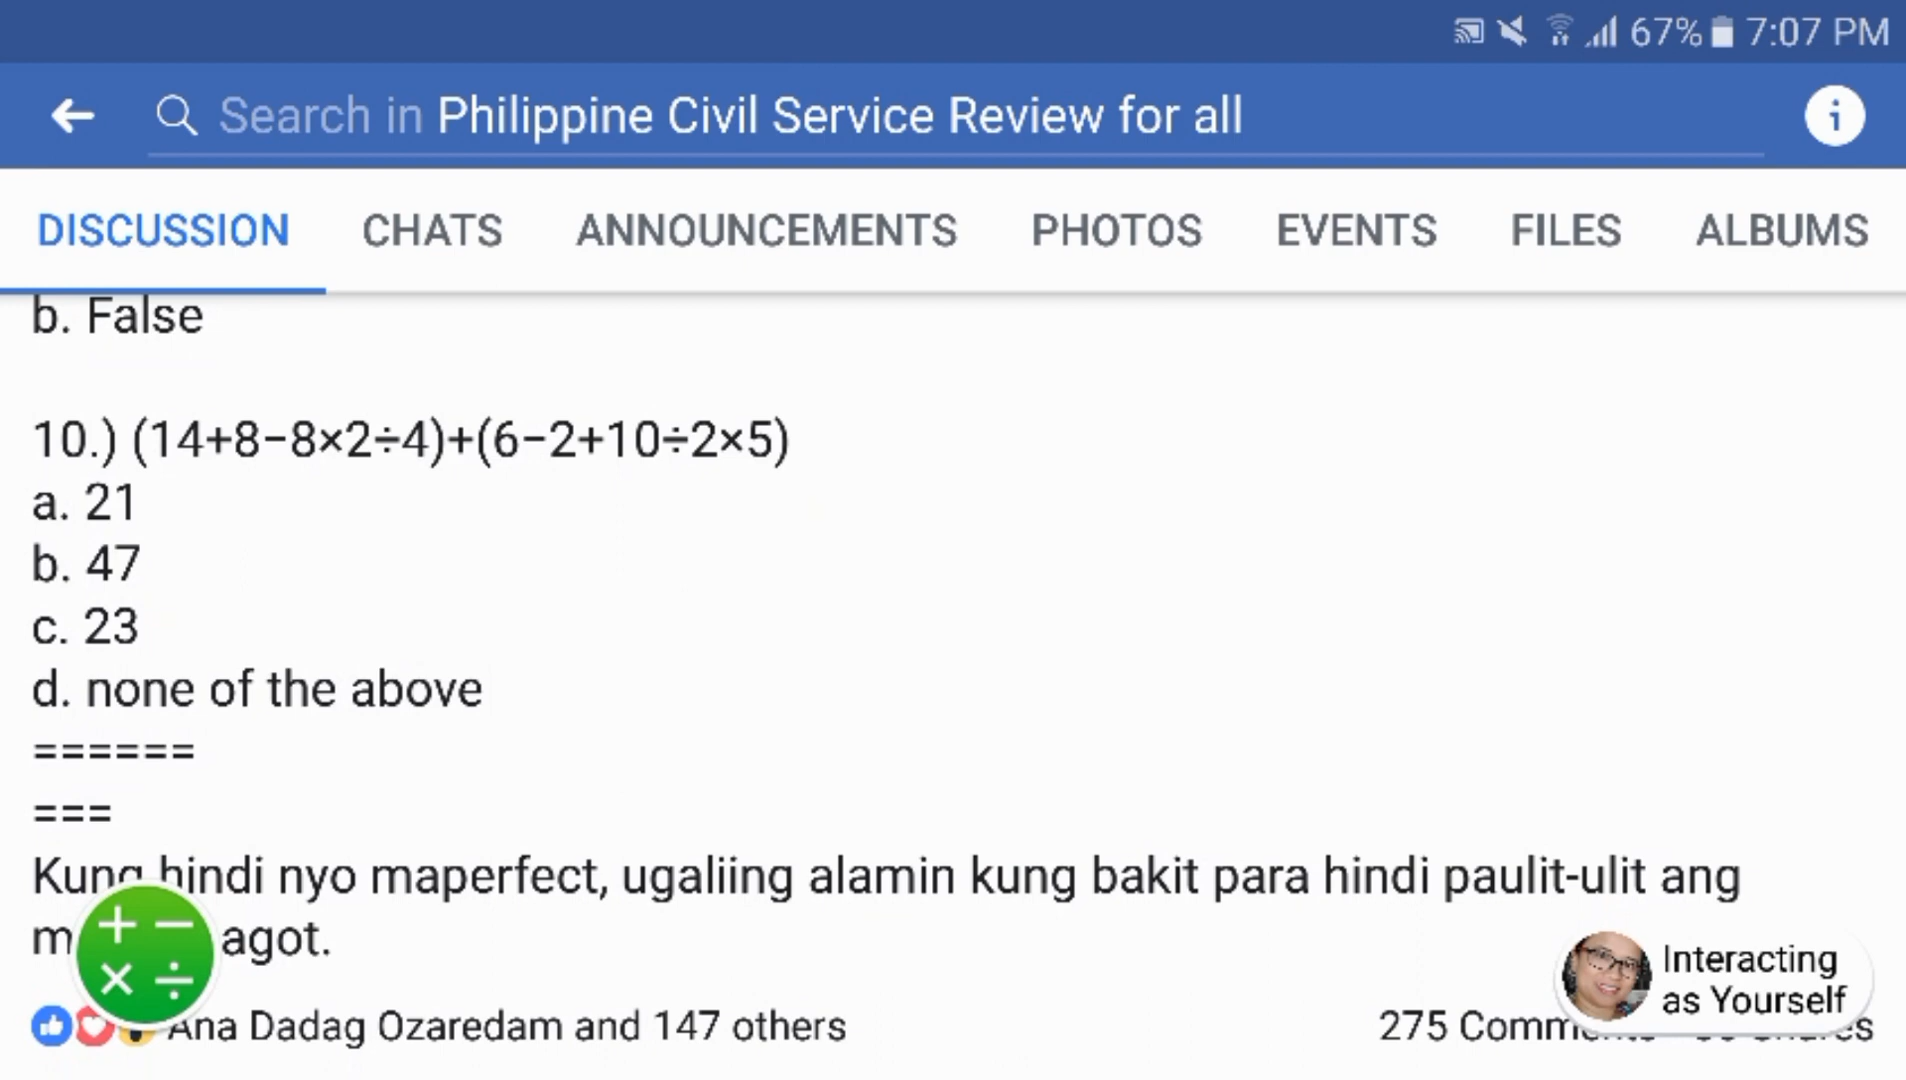 67% 7:07 PM
Search in Philippine Civil Service Review for all
DISCUSSION CHATS ANNOUNCEMENTS PHOTOS EVENTS FILES ALBUMS
b. False
10.) (14+8−8×2÷4)+(6−2+10÷2×5)
a. 21
b. 47
c. 23
d. none of the above
======
===
Kung hindi nyo maperfect, ugaliing alamin kung bakit para hindi paulit-ulit ang
agot.
Interacting
as Yourself
Ana Dadag Ozaredam and 147 others
275